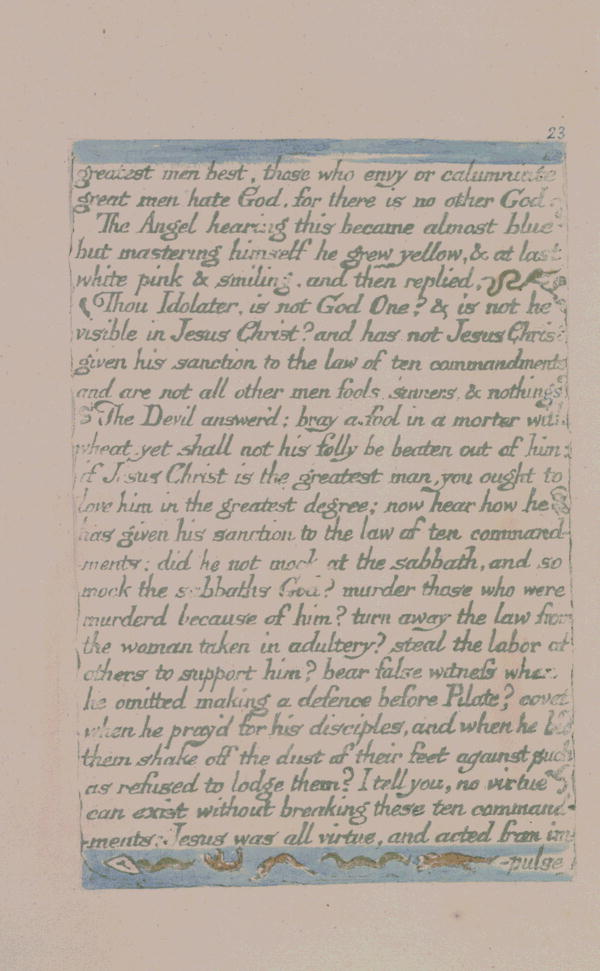 23
greatest men best, those who envy or calumniate
great men hate God, for there is no other God.
The Angel hearing this became almost blue
but mastering himself he grew yellow, & at last
white pink & smiling, and then replied,
Thou Idolater, is not God One? & is not he
visible in Jesus Christ? and has not Jesus Christ
given his sanction to the law of ten commandments
and are not all other men fools, sinners, & nothings?
The Devil answer'd; bray a fool in a morter with
wheat, yet shall not his folly be beaten out of him:
if Jesus Christ is the greatest man, you ought to
love him in the greatest degree; now hear how he
has given his sanction to the law of ten command-
-ments: did he not mock at the sabbath, and so
mock the sabbaths God? murder those who were
murderd because of him? turn away the law from
the woman taken in adultery? steal the labor of
others to support him? bear false witness when
he omitted making a defence before Pilate? covet
when he pray'd for his disciples, and when he bid
them shake off the dust of their feet against such
as refused to lodge them? I tell you, no virtue
can exist without breaking these ten command-
-ments: Jesus was all virtue, and acted from im-
-pulse